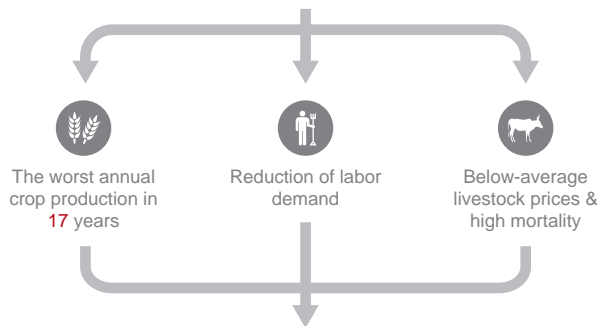 The worst annual
crop production in
17 years
Reduction of labor
demand
Below-average
livestock prices &
high mortality